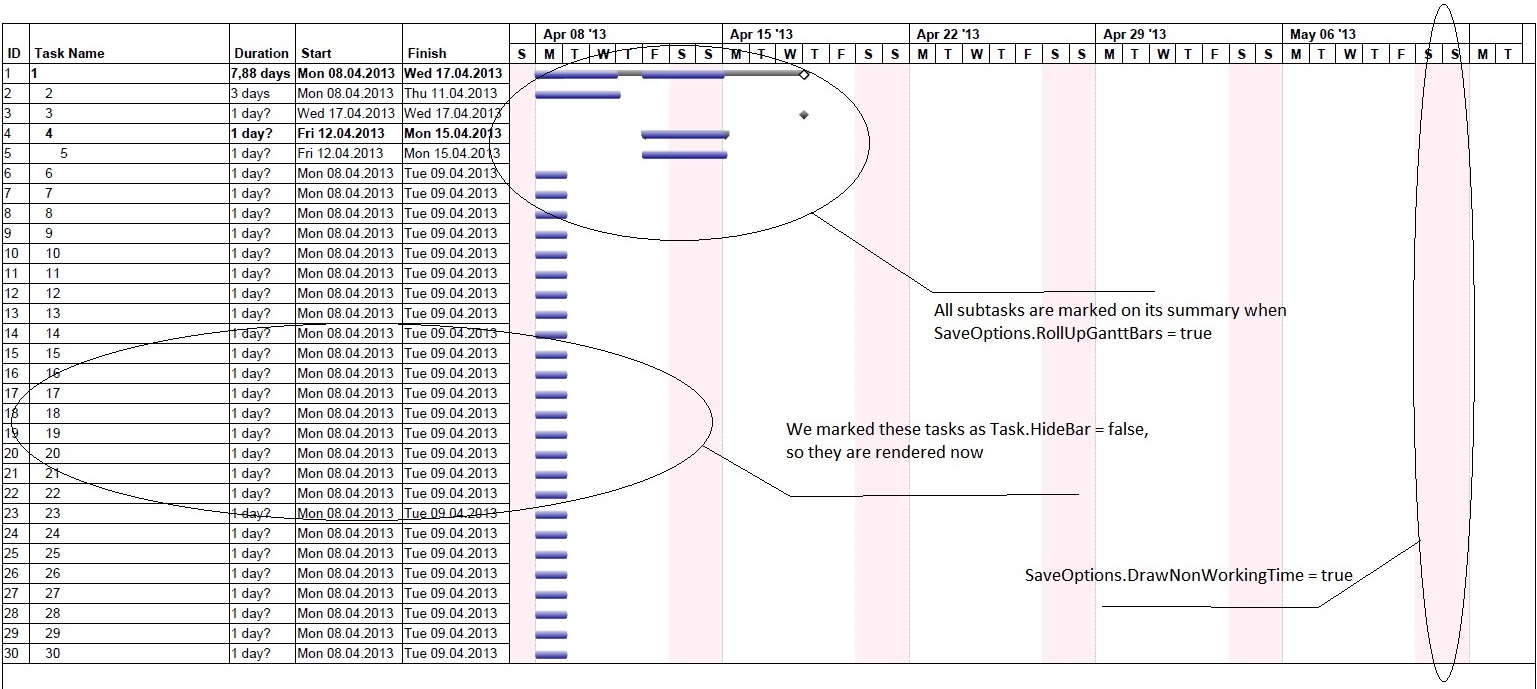 Apr 08 '13 Apr 15 '13 Apr 22 '13 Apr 29 '13 May 06 '13
ID Task Name Duration Start Finish S M T W T F S S M T W T F S S M T W T F S S M T W T F S S M T W T F S S M T
1 1 7,88 days Mon 08.04.2013 Wed 17.04.2013
2 2 3 days Mon 08.04.2013 Thu 11.04.2013
3 3 1 day? Wed 17.04.2013 Wed 17.04.2013
4 4 1 day? Fri 12.04.2013 Mon 15.04.2013
5 5 1 day? Fri 12.04.2013 Mon 15.04.2013
6 6 1 day? Mon 08.04.2013 Tue 09.04.2013
7 7 1 day? Mon 08.04.2013 Tue 09.04.2013
8 8 1 day? Mon 08.04.2013 Tue 09.04.2013
9 9 1 day? Mon 08.04.2013 Tue 09.04.2013
10 10 1 day? Mon 08.04.2013 Tue 09.04.2013
11 11 1 day? Mon 08.04.2013 Tue 09.04.2013
12 12 1 day? Mon 08.04.2013 Tue 09.04.2013
13 13 1 day? Mon 08.04.2013 Tue 09.04.2013
14 14 1 day? Mon 08.04.2013 Tue 09.04.2013
15 15 1 day? Mon 08.04.2013 Tue 09.04.2013
16 16 1 day? Mon 08.04.2013 Tue 09.04.2013
17 17 1 day? Mon 08.04.2013 Tue 09.04.2013
18 18 1 day? Mon 08.04.2013 Tue 09.04.2013
19 19 1 day? Mon 08.04.2013 Tue 09.04.2013
20 20 1 day? Mon 08.04.2013 Tue 09.04.2013
21 21 1 day? Mon 08.04.2013 Tue 09.04.2013
22 22 1 day? Mon 08.04.2013 Tue 09.04.2013
23 23 1 day? Mon 08.04.2013 Tue 09.04.2013
24 24 1 day? Mon 08.04.2013 Tue 09.04.2013
25 25 1 day? Mon 08.04.2013 Tue 09.04.2013
26 26 1 day? Mon 08.04.2013 Tue 09.04.2013
27 27 1 day? Mon 08.04.2013 Tue 09.04.2013
28 28 1 day? Mon 08.04.2013 Tue 09.04.2013
29 29 1 day? Mon 08.04.2013 Tue 09.04.2013
30 30 1 day? Mon 08.04.2013 Tue 09.04.2013
All subtasks are marked on its summary when
SaveOptions.RollUpGanttBars = true
We marked these tasks as Task.HideBar = false,
so they are rendered now
SaveOptions.DrawNonWorkingTime = true